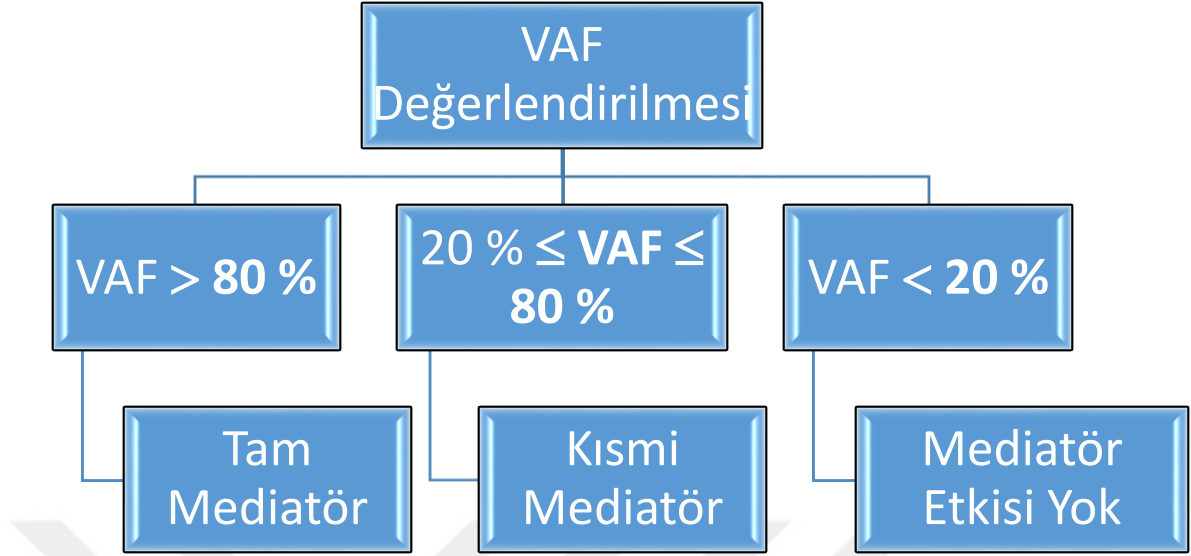 VAF
Değerlendirilmesi
VAF > 80 %
20 % ≤ VAF ≤
80 %
VAF < 20 %
Tam
Mediatör
Kısmi
Mediatör
Mediatör
Etkisi Yok